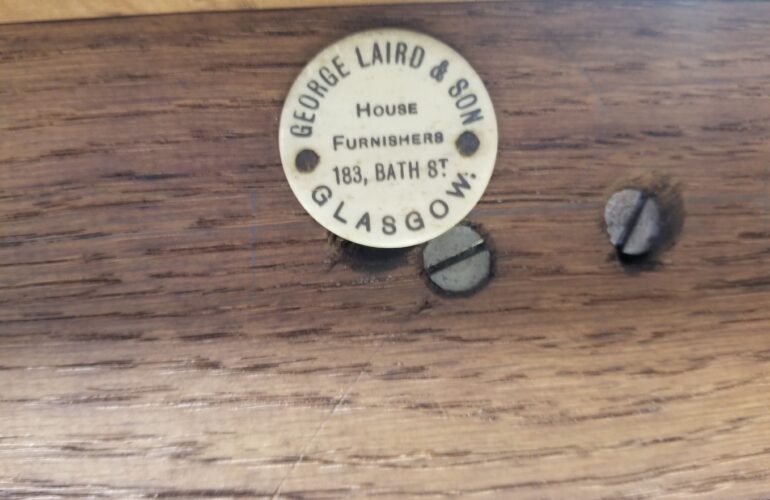 GEORGE LAIRD & SON
HOUSE
FURNISHERS
183, BATH ST.
GLASGOW.